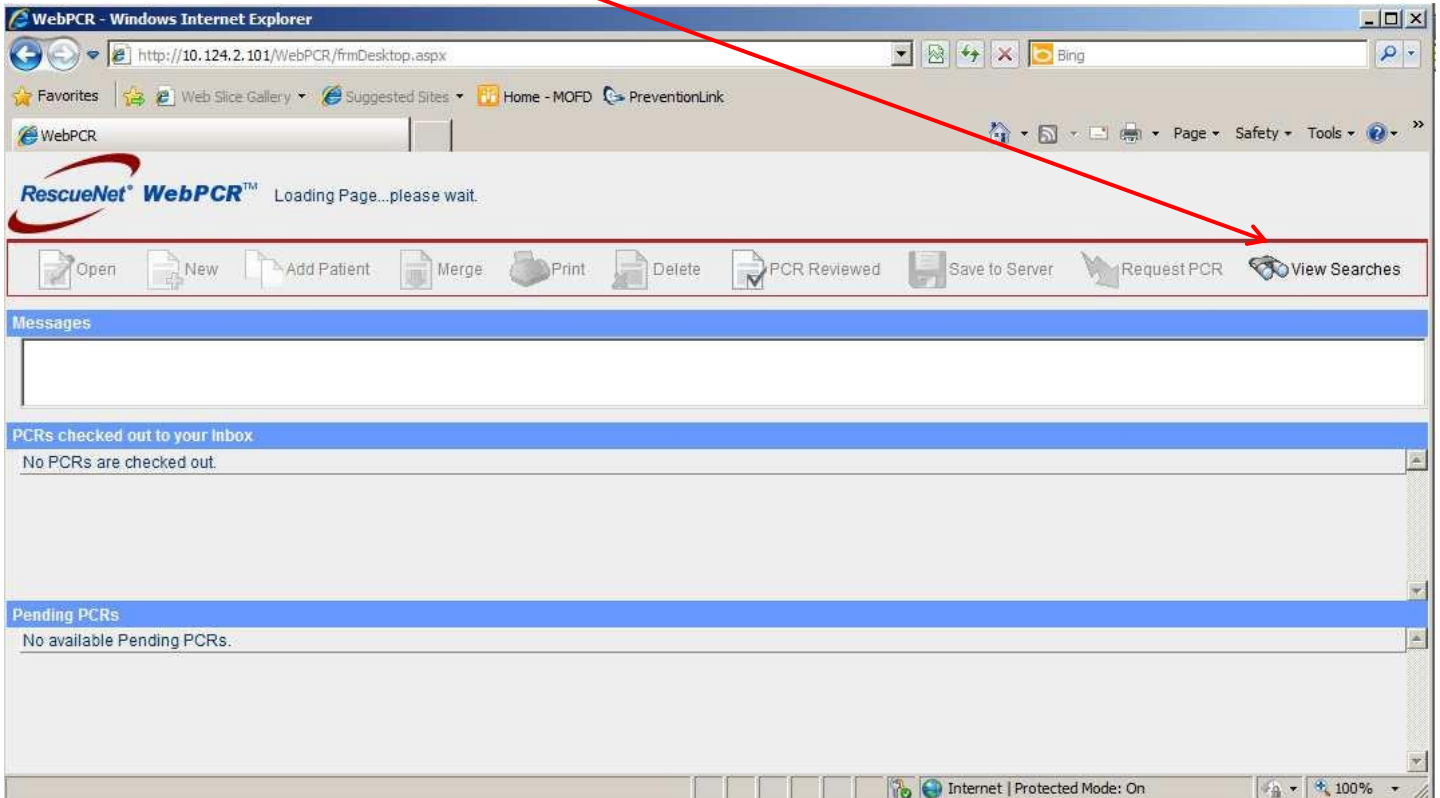 WebPCR - Windows Internet Explorer
http://10.124.2.101/WebPCR/frmDesktop.aspx
Bing
Favorites Web Slice Gallery Suggested Sites Home - MOFD PreventionLink
WebPCR
Page Safety Tools »
RescueNet® WebPCR™ Loading Page...please wait.
Open New Add Patient Merge Print Delete PCR Reviewed Save to Server Request PCR View Searches
Messages
PCRs checked out to your Inbox
No PCRs are checked out.
Pending PCRs
No available Pending PCRs.
Internet | Protected Mode: On 100%